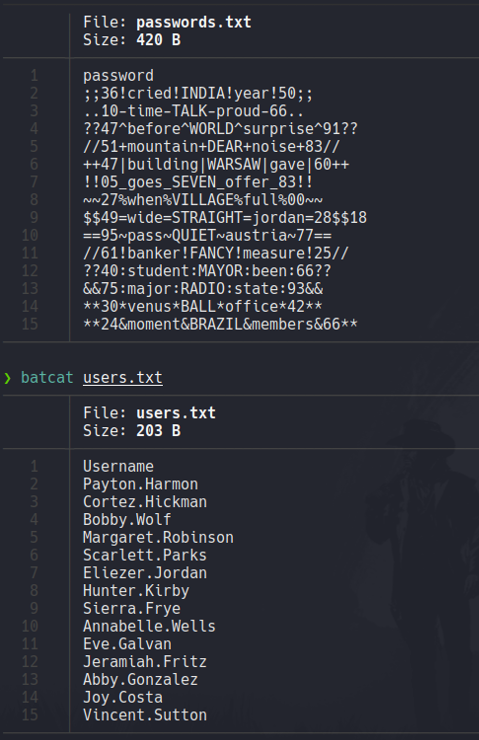 File: passwords.txt
Size: 420 B
1 password
2 ;;36!cried!INDIA!year!50;;
3 ..10-time-TALK-proud-66..
4 ??47^before^WORLD^surprise^91??
5 //51+mountain+DEAR+noise+83//
6 ++47|building|WARSAW|gave|60++
7 !!05_goes_SEVEN_offer_83!!
8 ~~27%when%VILLAGE%full%00~~
9 $$49=wide=STRAIGHT=jordan=28$$18
10 ==95~pass~QUIET~austria~77==
11 //61!banker!FANCY!measure!25//
12 ??40:student:MAYOR:been:66??
13 &&75:major:RADIO:state:93&&
14 **30*venus*BALL*office*42**
15 **24&moment&BRAZIL&members&66**
❯ batcat users.txt
File: users.txt
Size: 203 B
1 Username
2 Payton.Harmon
3 Cortez.Hickman
4 Bobby.Wolf
5 Margaret.Robinson
6 Scarlett.Parks
7 Eliezer.Jordan
8 Hunter.Kirby
9 Sierra.Frye
10 Annabelle.Wells
11 Eve.Galvan
12 Jeramiah.Fritz
13 Abby.Gonzalez
14 Joy.Costa
15 Vincent.Sutton